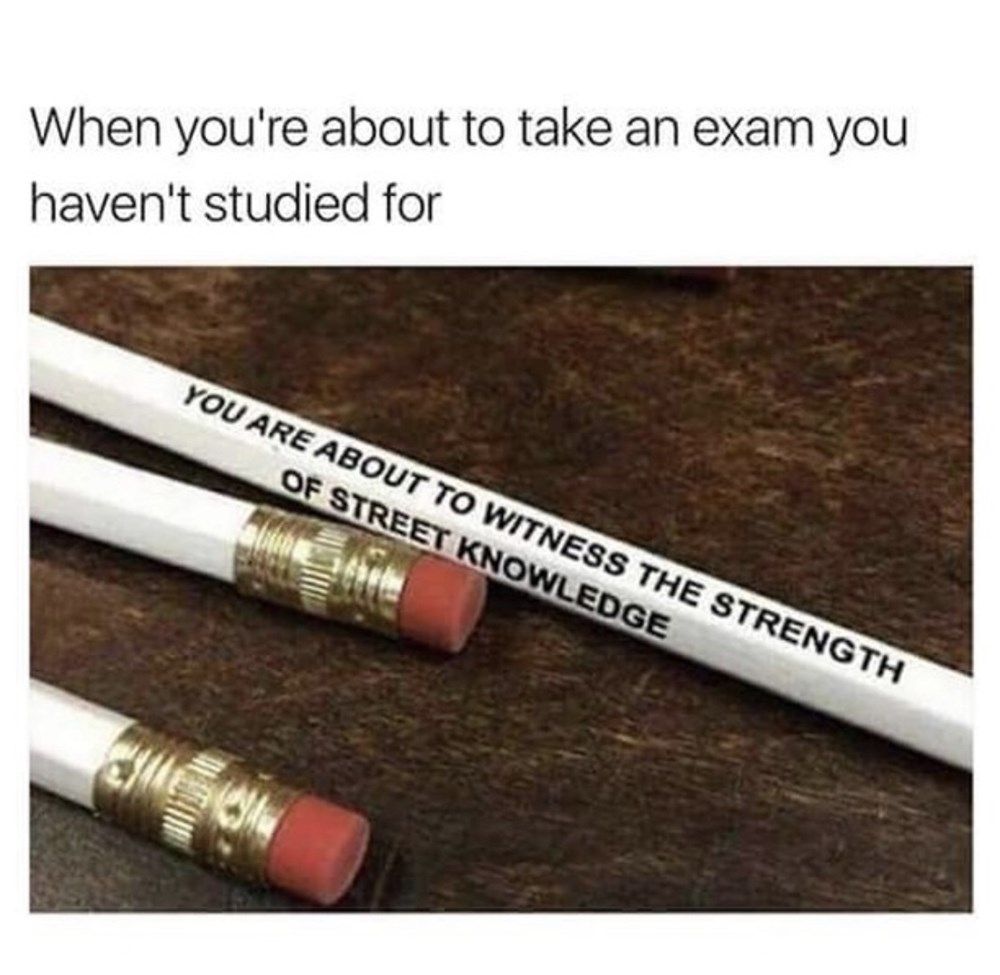 When you're about to take an exam you
haven't studied for
YOU ARE ABOUT TO WITNESS THE STRENGTH
OF STREET KNOWLEDGE